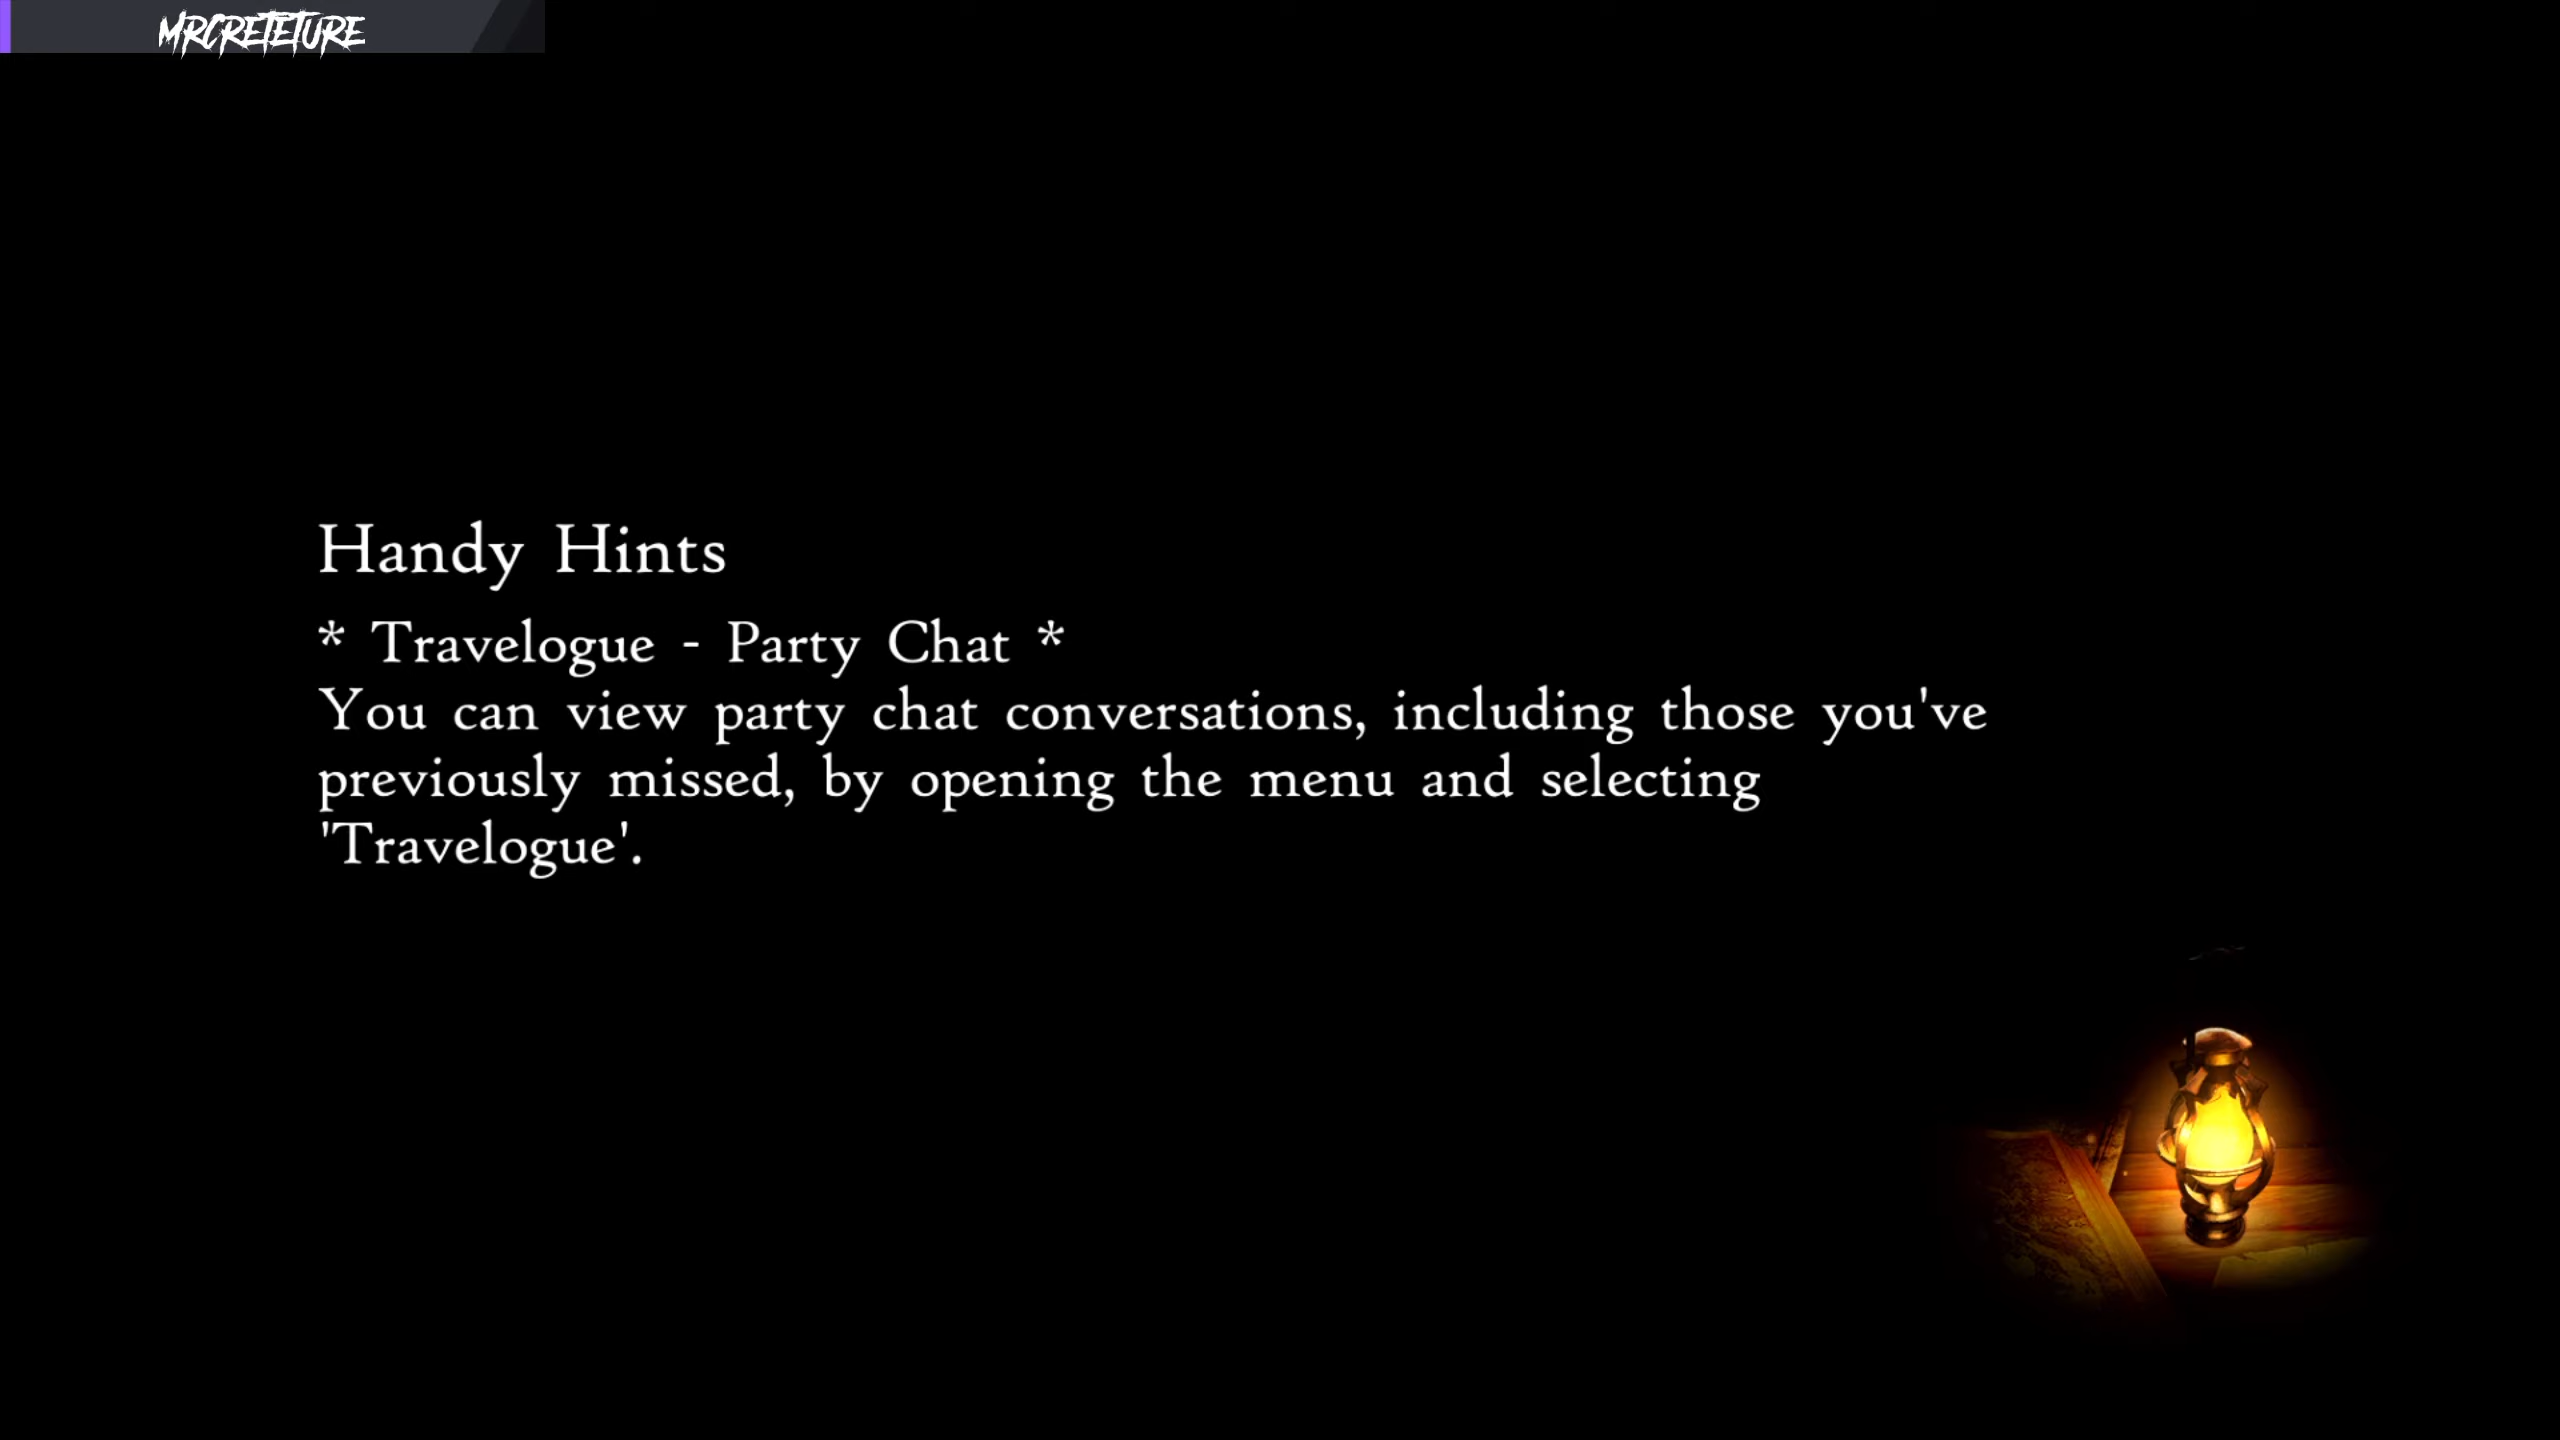 MRCRETETURE
Handy Hints
* Travelogue - Party Chat *
You can view party chat conversations, including those you've
previously missed, by opening the menu and selecting
'Travelogue'.